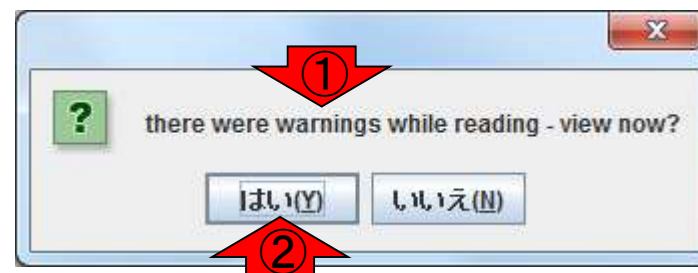 ①
there were warnings while reading - view now?
はい(Y) いいえ(N)
②